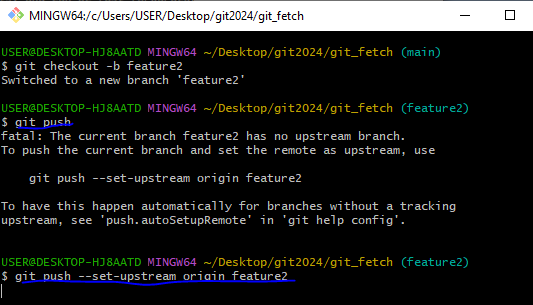 MINGW64:/c/Users/USER/Desktop/git2024/git_fetch
USER@DESKTOP-HJ8AATD MINGW64 ~/Desktop/git2024/git_fetch (main)
$ git checkout -b feature2
Switched to a new branch 'feature2'
USER@DESKTOP-HJ8AATD MINGW64 ~/Desktop/git2024/git_fetch (feature2)
$ git push
fatal: The current branch feature2 has no upstream branch.
To push the current branch and set the remote as upstream, use
git push --set-upstream origin feature2
To have this happen automatically for branches without a tracking
upstream, see 'push.autoSetupRemote' in 'git help config'.
USER@DESKTOP-HJ8AATD MINGW64 ~/Desktop/git2024/git_fetch (feature2)
$ git push --set-upstream origin feature2